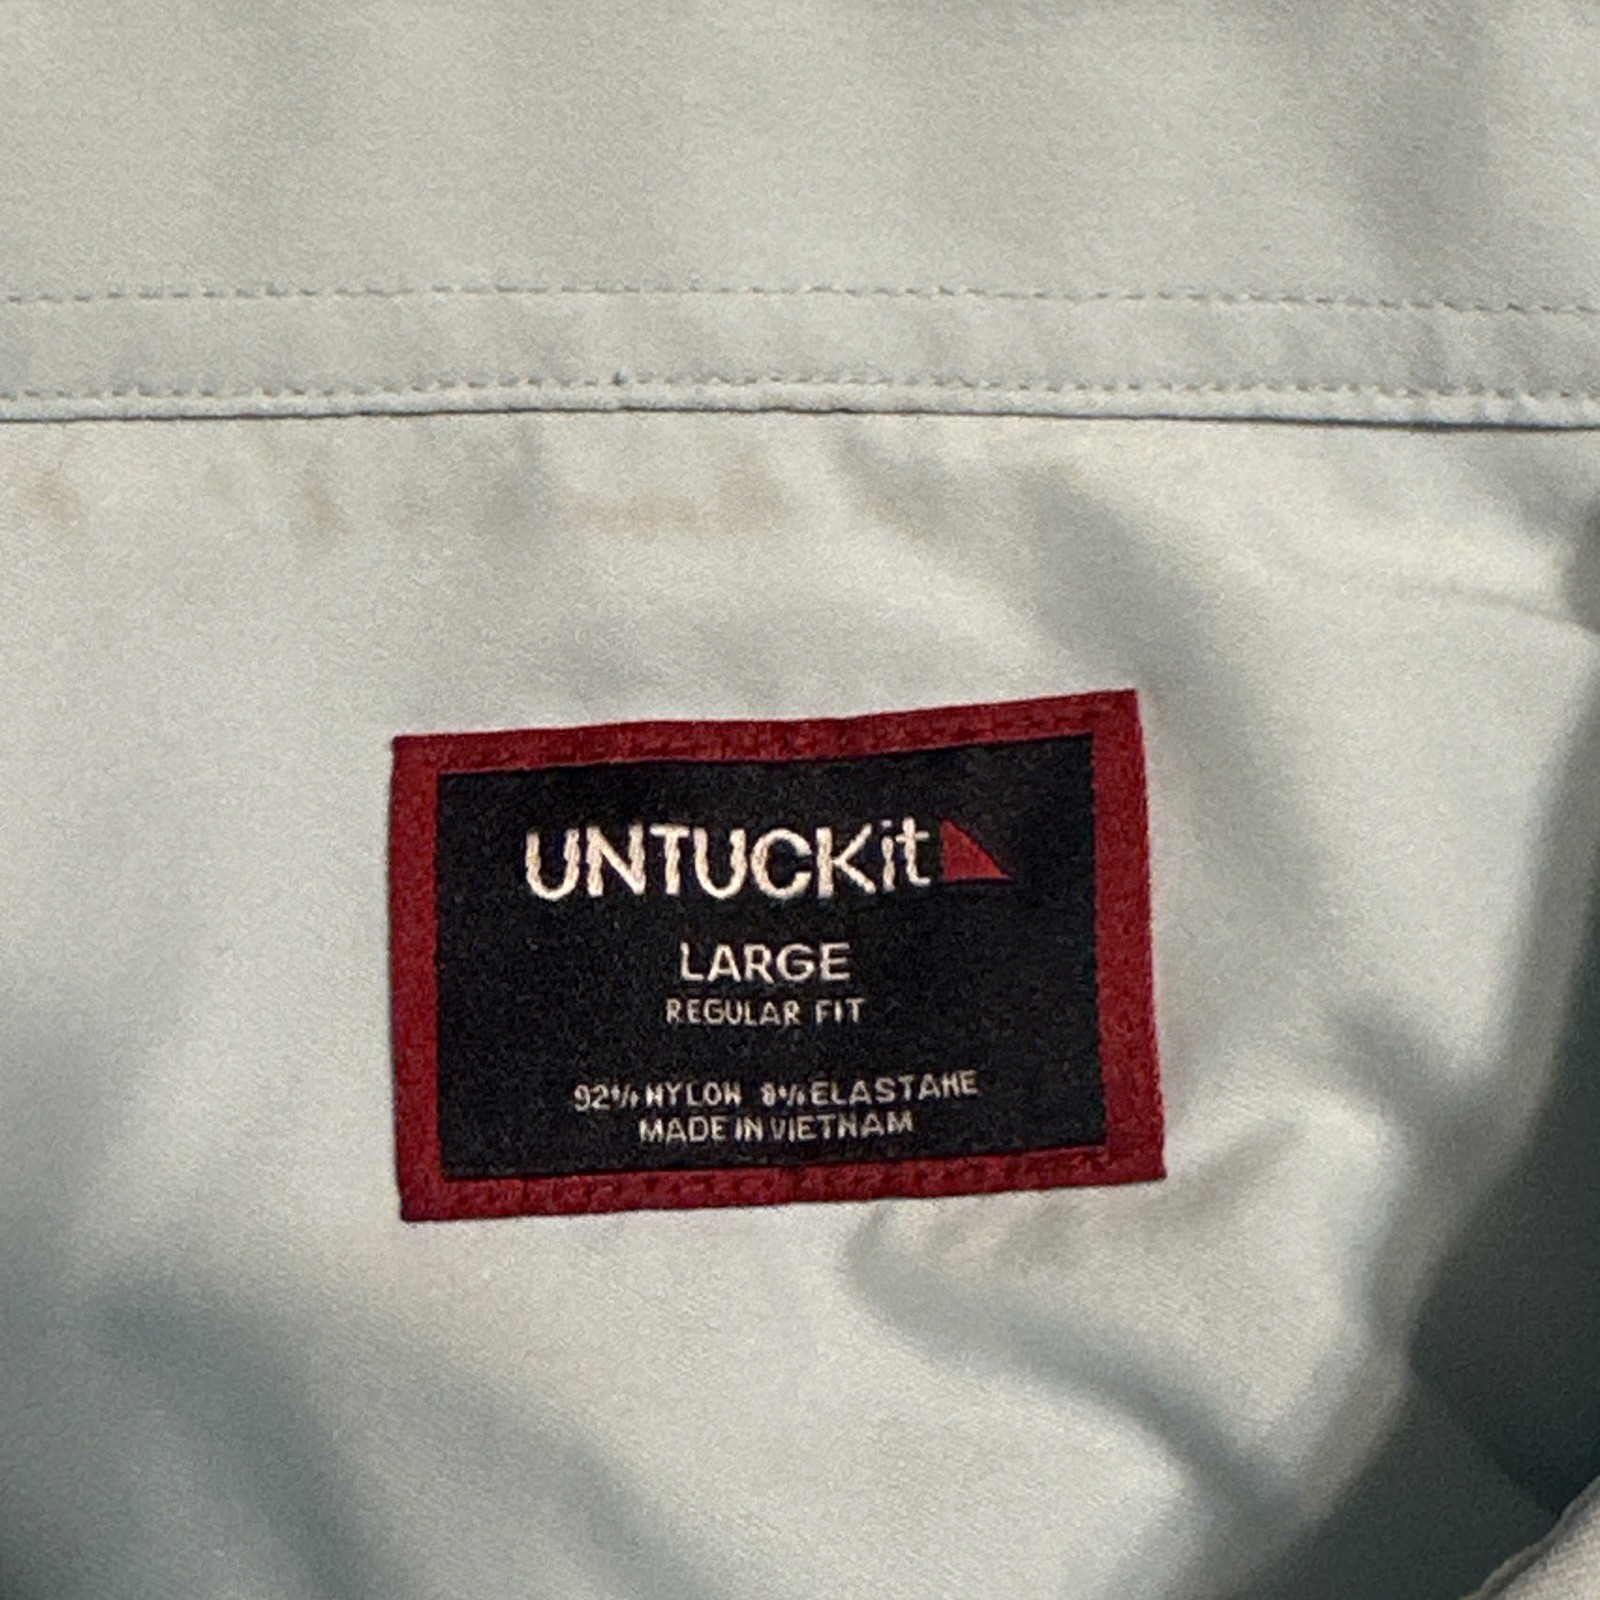 UNTUCKit
LARGE
REGULAR FIT
92% NYLON 8% ELASTANE
MADE IN VIETNAM